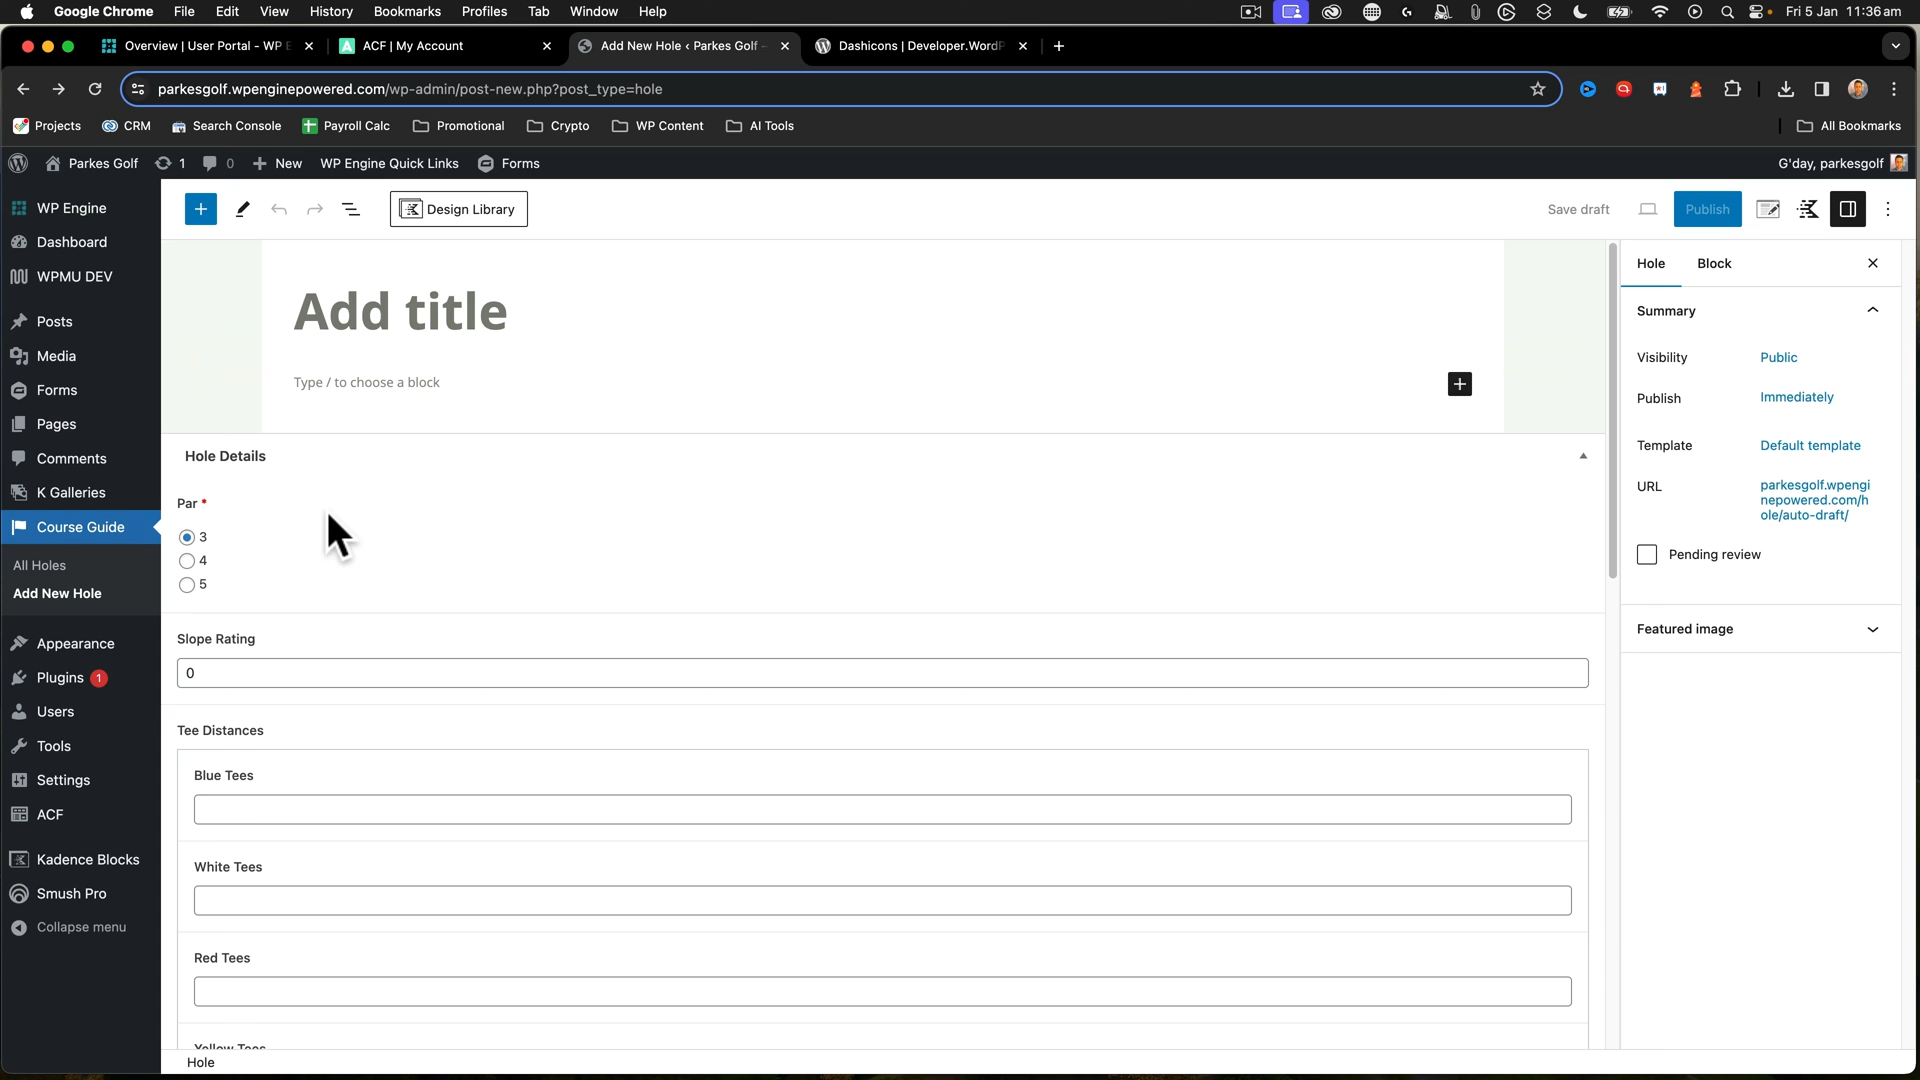 Google Chrome File Edit View History Bookmarks Profiles Tab Window Help Fri 5 Jan 11:36 am
Overview | User Portal - WP E
ACF | My Account
Add New Hole ‹ Parkes Golf -
Dashicons | Developer.WordP
parkesgolf.wpenginepowered.com/wp-admin/post-new.php?post_type=hole
Projects CRM Search Console Payroll Calc Promotional Crypto WP Content AI Tools All Bookmarks
Parkes Golf 1 0 New WP Engine Quick Links Forms G'day, parkesgolf
WP Engine
Dashboard
WPMU DEV
Posts
Media
Forms
Pages
Comments
K Galleries
Course Guide
All Holes
Add New Hole
Appearance
Plugins 1
Users
Tools
Settings
ACF
Kadence Blocks
Smush Pro
Collapse menu
Design Library
Save draft
Publish
Add title
Type / to choose a block
Hole Details
Par *
3
4
5
Slope Rating
0
Tee Distances
Blue Tees
White Tees
Red Tees
Yellow Tees
Hole
Hole Block
Summary
Visibility Public
Publish Immediately
Template Default template
URL parkesgolf.wpengi
nepowered.com/h
ole/auto-draft/
Pending review
Featured image